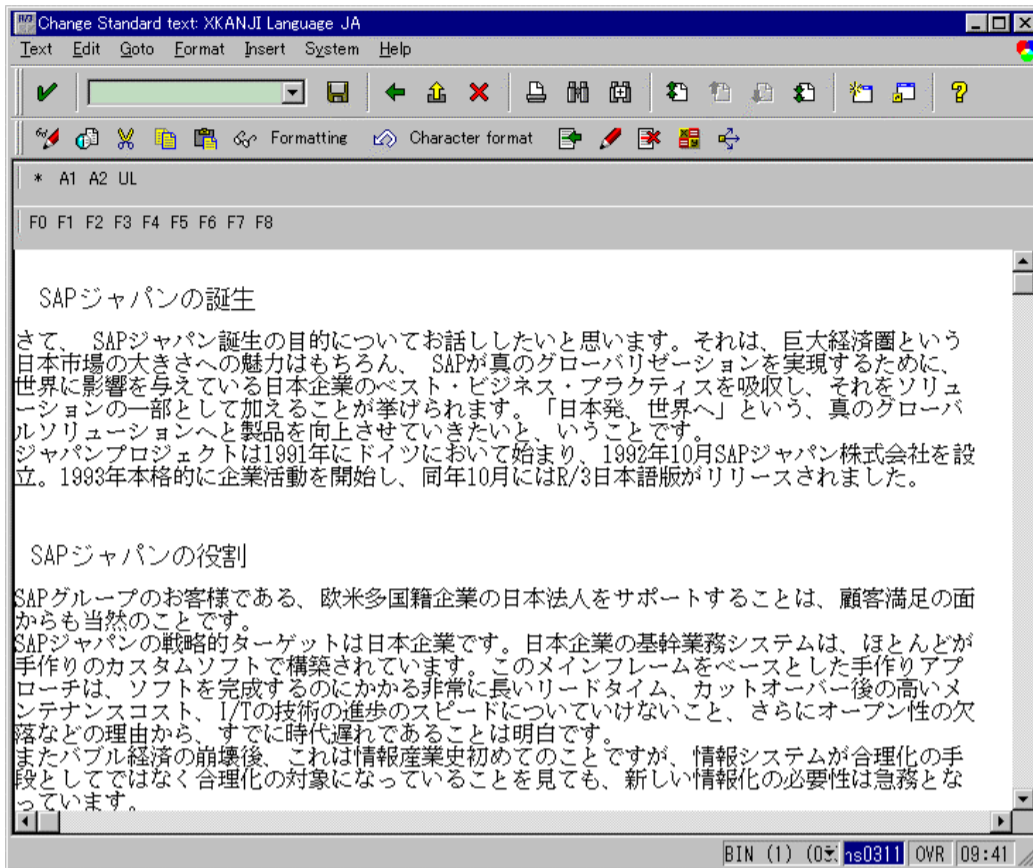 Change Standard text: XKANJI Language JA
Text Edit Goto Format Insert System Help
Formatting Character format
* A1 A2 UL
F0 F1 F2 F3 F4 F5 F6 F7 F8
SAPジャパンの誕生
さて、 SAPジャパン誕生の目的についてお話ししたいと思います。それは、巨大経済圏という
日本市場の大きさへの魅力はもちろん、 SAPが真のグローバリゼーションを実現するために、
世界に影響を与えている日本企業のベスト・ビジネス・プラクティスを吸収し、それをソリュ
ーションの一部として加えることが挙げられます。「日本発、世界へ」という、真のグローバ
ルソリューションへと製品を向上させていきたいと、いうことです。
ジャパンプロジェクトは1991年にドイツにおいて始まり、1992年10月SAPジャパン株式会社を設
立。1993年本格的に企業活動を開始し、同年10月にはR/3日本語版がリリースされました。
SAPジャパンの役割
SAPグループのお客様である、欧米多国籍企業の日本法人をサポートすることは、顧客満足の面
からも当然のことです。
SAPジャパンの戦略的ターゲットは日本企業です。日本企業の基幹業務システムは、ほとんどが
手作りのカスタムソフトで構築されています。このメインフレームをベースとした手作りアプ
ローチは、ソフトを完成するのにかかる非常に長いリードタイム、カットオーバー後の高いメ
ンテナンスコスト、I/Tの技術の進歩のスピードについていけないこと、さらにオープン性の欠
落などの理由から、すでに時代遅れであることは明白です。
またバブル経済の崩壊後、これは情報産業史初めてのことですが、情報システムが合理化の手
段としてではなく合理化の対象になっていることを見ても、新しい情報化の必要性は急務とな
っています。
BIN (1) ns0311 OVR 09:41